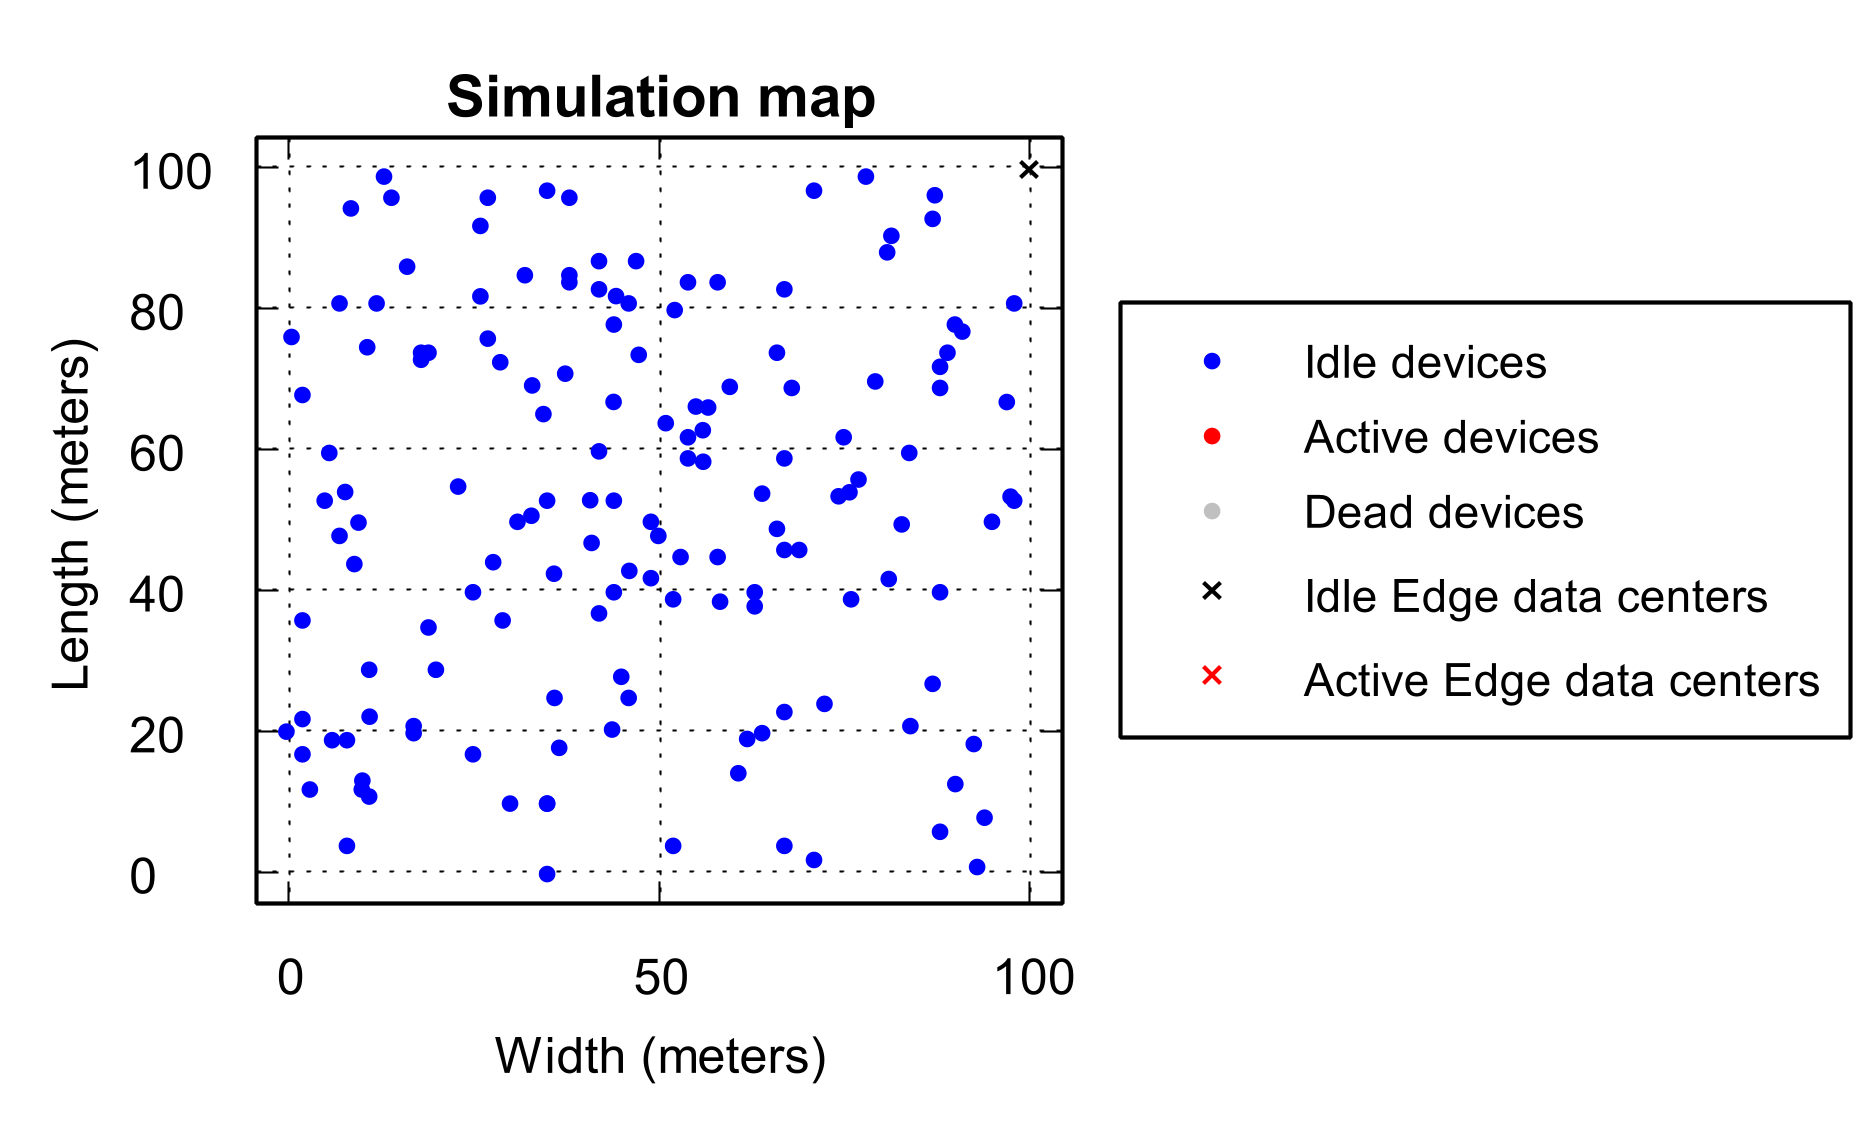 Simulation map
100
80
60
40
20
0
Length (meters)
0 50 100
Width (meters)
Idle devices
Active devices
Dead devices
Idle Edge data centers
Active Edge data centers